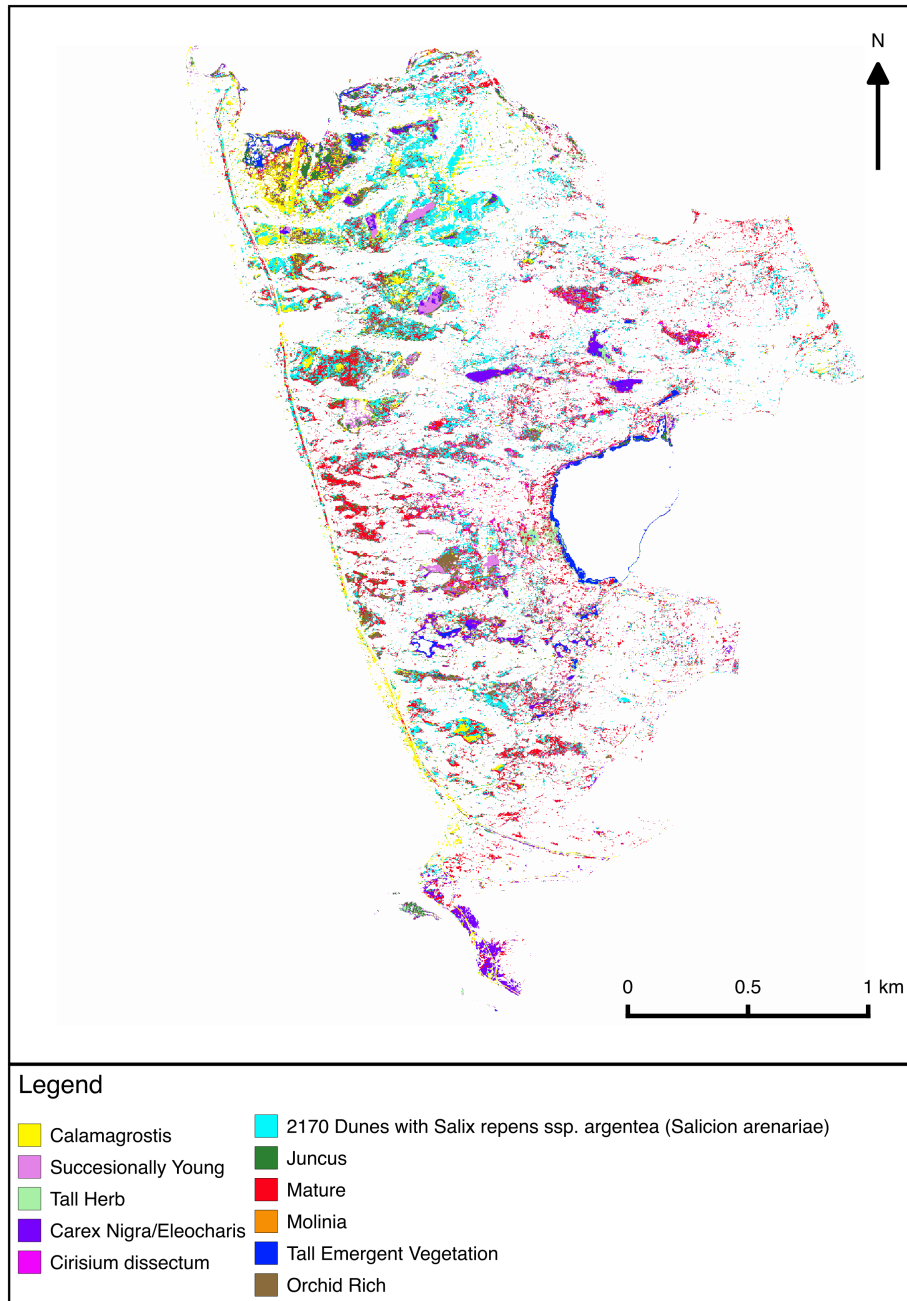 N
0 0.5 1 km
Legend
Calamagrostis
Succesionally Young
Tall Herb
Carex Nigra/Eleocharis
Cirisium dissectum
2170 Dunes with Salix repens ssp. argentea (Salicion arenariae)
Juncus
Mature
Molinia
Tall Emergent Vegetation
Orchid Rich